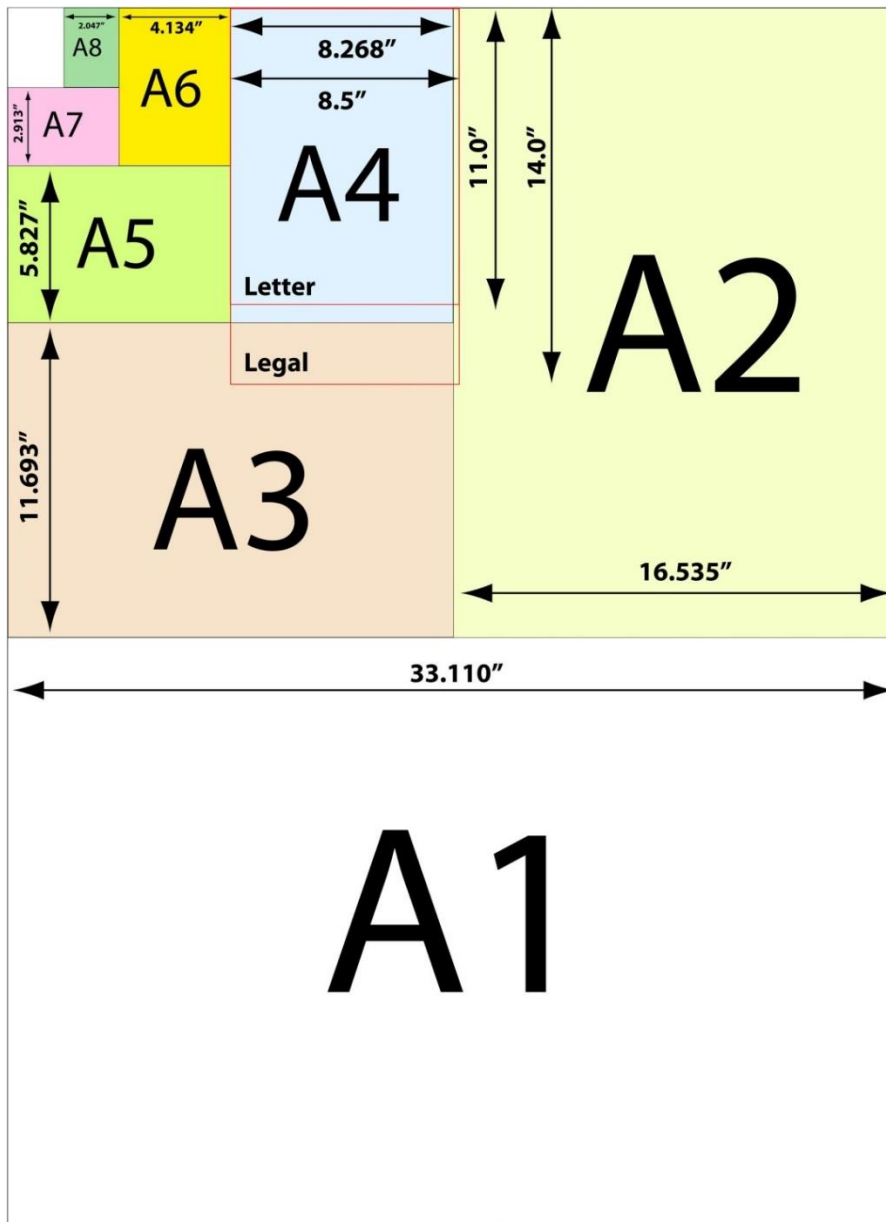 2.047"
4.134"
A8
A6
8.268"
8.5"
11.0"
14.0"
2.913"
A7
A4
5.827"
A5
Letter
A2
Legal
11.693"
A3
16.535"
33.110"
A1